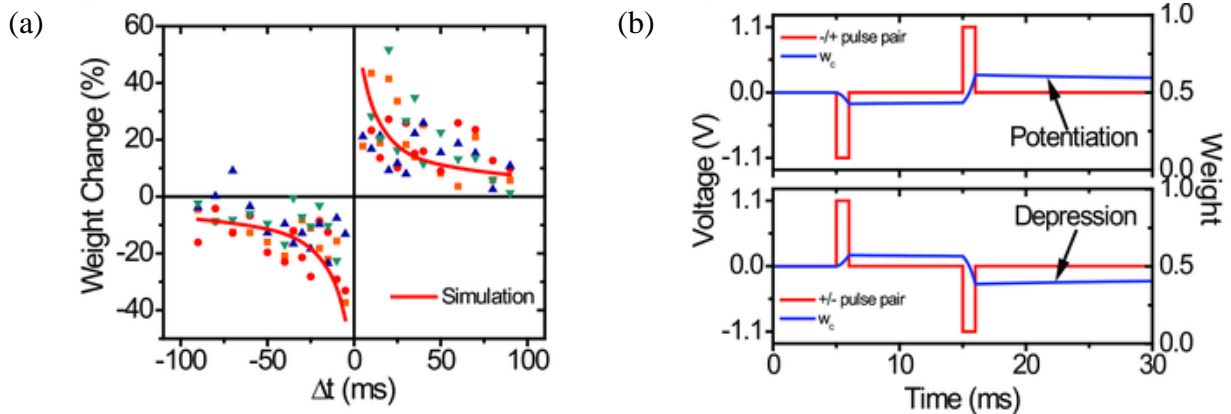 (a)
60
40
20
0
-20
-40
Weight Change (%)
Simulation
-100
-50
0
50
100
Δt (ms)
(b)
1.1
0.0
-1.1
1.1
0.0
-1.1
Voltage (V)
-/+ pulse pair
w_c
Potentiation
+/- pulse pair
w_c
Depression
1.0
0.5
0.0
1.0
0.5
0.0
Weight
0
10
20
30
Time (ms)